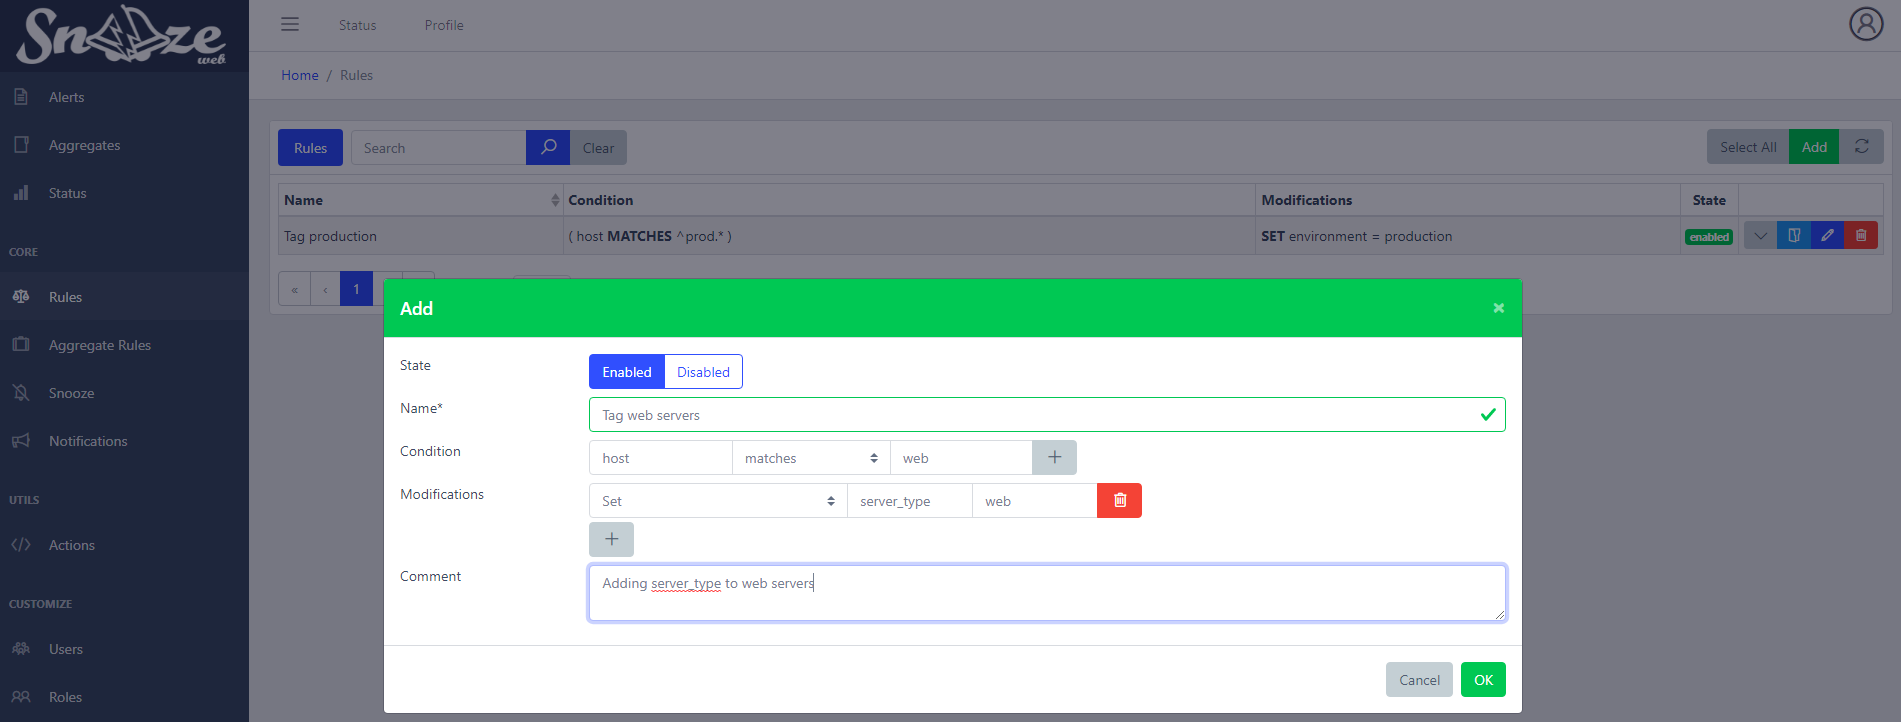 Snooze
web
Status
Profile
Home / Rules
Alerts
Aggregates
Status
CORE
Rules
Aggregate Rules
Snooze
Notifications
UTILS
Actions
CUSTOMIZE
Users
Roles
Rules
Search
Clear
Select All
Add
Name
Condition
Modifications
State
Tag production
( host MATCHES ^prod.* )
SET environment = production
enabled
« ‹ 1
Add
State
Enabled
Disabled
Name*
Tag web servers
Condition
host
matches
web
Modifications
Set
server_type
web
Comment
Adding server_type to web servers
Cancel
OK